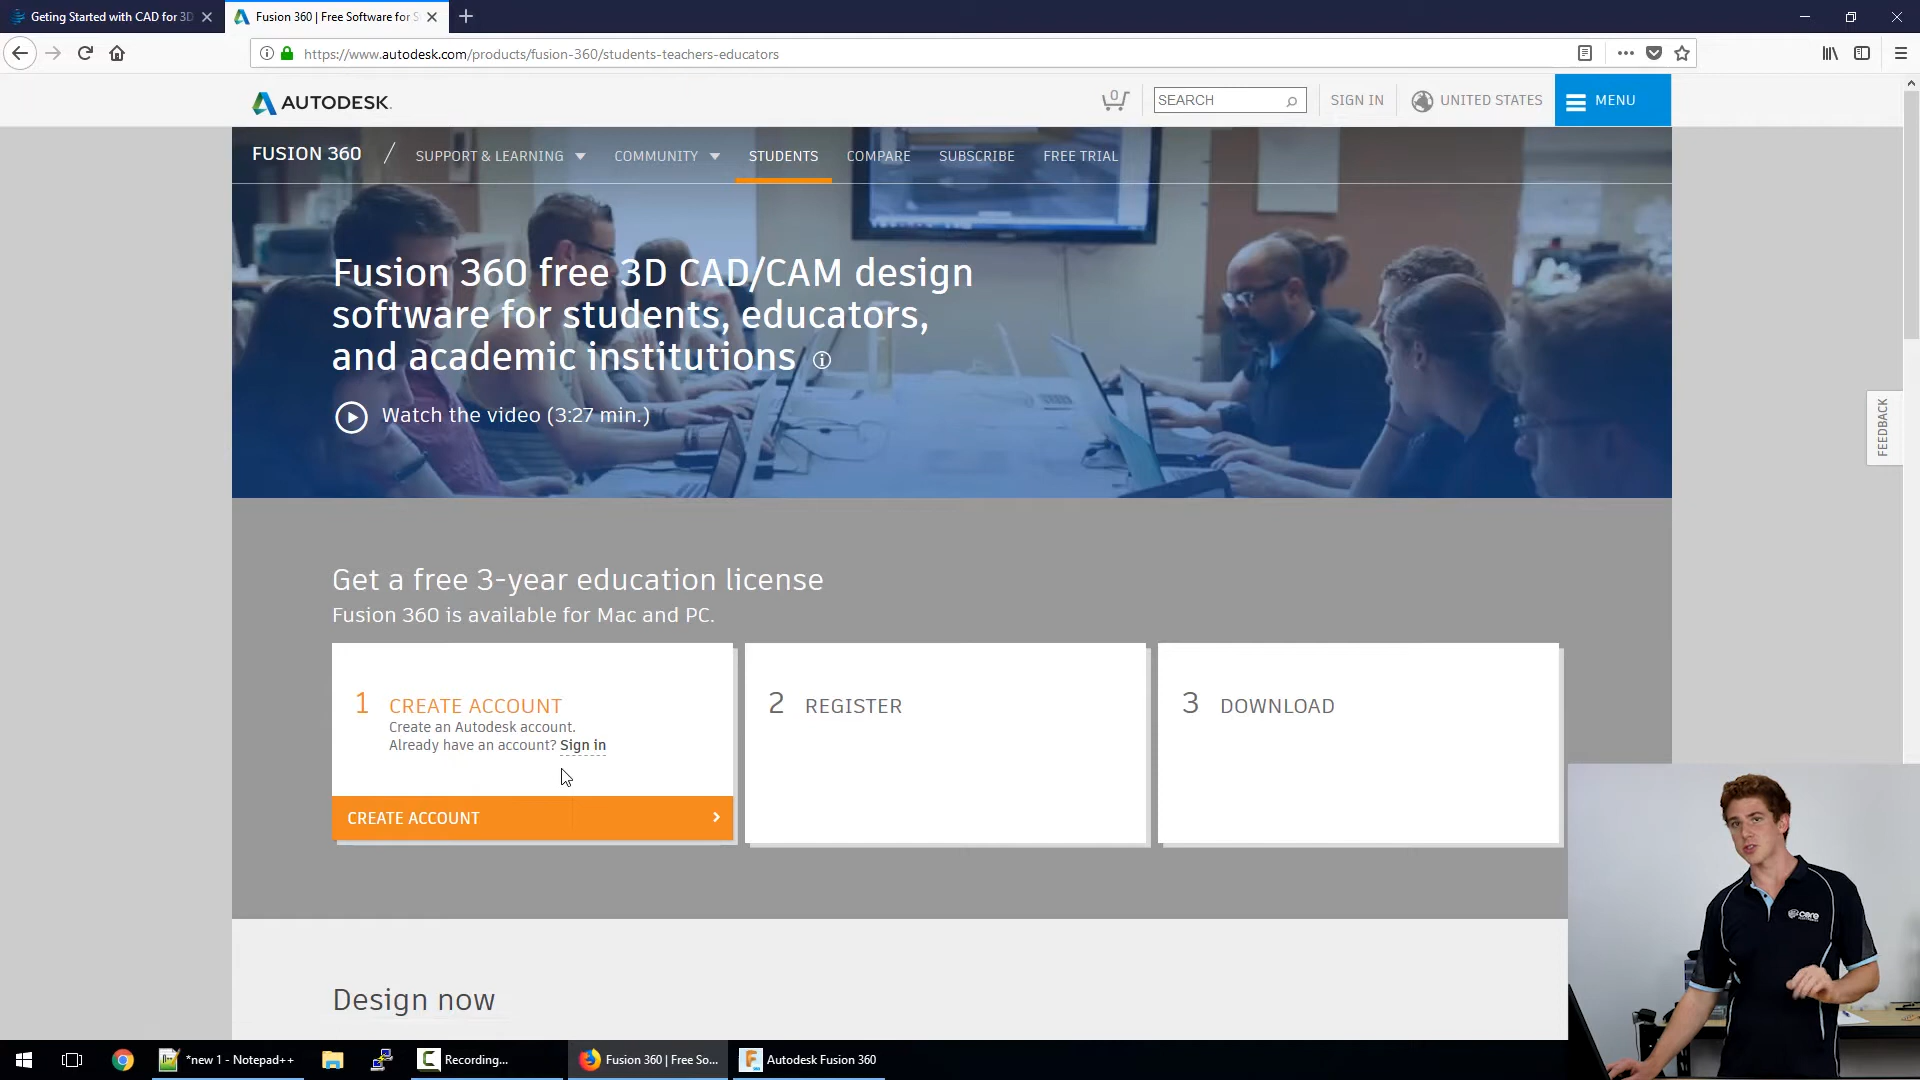 Geting Started with CAD for 3D
Fusion 360 | Free Software for S
https://www.autodesk.com/products/fusion-360/students-teachers-educators
AUTODESK.
0
SEARCH
SIGN IN
UNITED STATES
MENU
FUSION 360 /
SUPPORT & LEARNING
COMMUNITY
STUDENTS
COMPARE
SUBSCRIBE
FREE TRIAL
Fusion 360 free 3D CAD/CAM design
software for students, educators,
and academic institutions
Watch the video (3:27 min.)
FEEDBACK
Get a free 3-year education license
Fusion 360 is available for Mac and PC.
1 CREATE ACCOUNT
Create an Autodesk account.
Already have an account? Sign in
CREATE ACCOUNT
2 REGISTER
3 DOWNLOAD
core
Design now
*new 1 - Notepad++
Recording...
Fusion 360 | Free So...
Autodesk Fusion 360